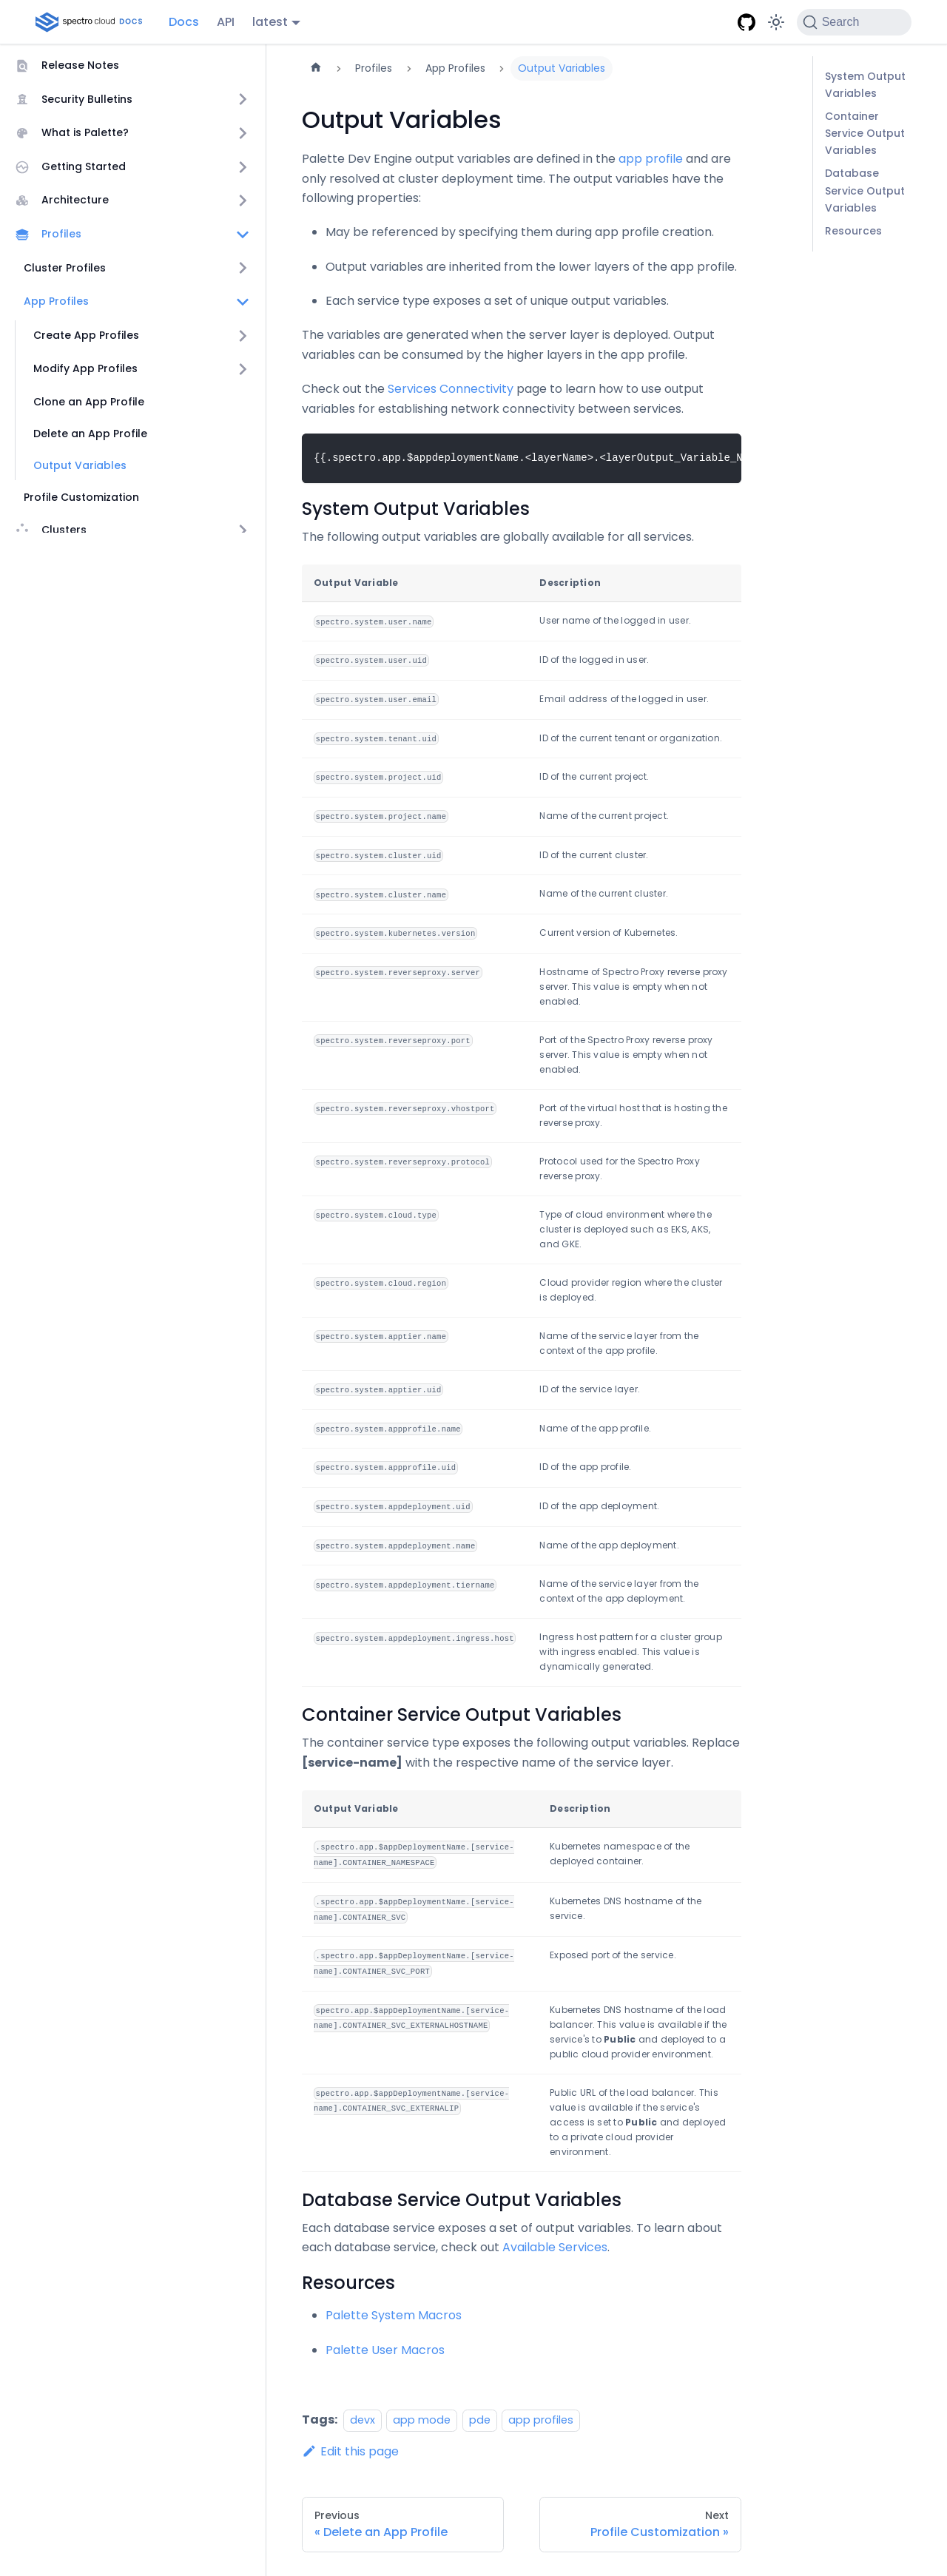 spectro cloud DOCS
Docs
API
latest
Search
Release Notes
Security Bulletins
What is Palette?
Getting Started
Architecture
Profiles
Cluster Profiles
App Profiles
Create App Profiles
Modify App Profiles
Clone an App Profile
Delete an App Profile
Output Variables
Profile Customization
Clusters
Profiles
App Profiles
Output Variables
Output Variables
Palette Dev Engine output variables are defined in the app profile and are
only resolved at cluster deployment time. The output variables have the
following properties:
May be referenced by specifying them during app profile creation.
Output variables are inherited from the lower layers of the app profile.
Each service type exposes a set of unique output variables.
The variables are generated when the server layer is deployed. Output
variables can be consumed by the higher layers in the app profile.
Check out the Services Connectivity page to learn how to use output
variables for establishing network connectivity between services.
{{.spectro.app.$appdeploymentName.<layerName>.<layerOutput_Variable_N
System Output Variables
The following output variables are globally available for all services.
Output Variable Description
spectro.system.user.name User name of the logged in user.
spectro.system.user.uid ID of the logged in user.
spectro.system.user.email Email address of the logged in user.
spectro.system.tenant.uid ID of the current tenant or organization.
spectro.system.project.uid ID of the current project.
spectro.system.project.name Name of the current project.
spectro.system.cluster.uid ID of the current cluster.
spectro.system.cluster.name Name of the current cluster.
spectro.system.kubernetes.version Current version of Kubernetes.
spectro.system.reverseproxy.server Hostname of Spectro Proxy reverse proxy
server. This value is empty when not
enabled.
spectro.system.reverseproxy.port Port of the Spectro Proxy reverse proxy
server. This value is empty when not
enabled.
spectro.system.reverseproxy.vhostport Port of the virtual host that is hosting the
reverse proxy.
spectro.system.reverseproxy.protocol Protocol used for the Spectro Proxy
reverse proxy.
spectro.system.cloud.type Type of cloud environment where the
cluster is deployed such as EKS, AKS,
and GKE.
spectro.system.cloud.region Cloud provider region where the cluster
is deployed.
spectro.system.apptier.name Name of the service layer from the
context of the app profile.
spectro.system.apptier.uid ID of the service layer.
spectro.system.appprofile.name Name of the app profile.
spectro.system.appprofile.uid ID of the app profile.
spectro.system.appdeployment.uid ID of the app deployment.
spectro.system.appdeployment.name Name of the app deployment.
spectro.system.appdeployment.tiername Name of the service layer from the
context of the app deployment.
spectro.system.appdeployment.ingress.host Ingress host pattern for a cluster group
with ingress enabled. This value is
dynamically generated.
Container Service Output Variables
The container service type exposes the following output variables. Replace
[service-name] with the respective name of the service layer.
Output Variable Description
.spectro.app.$appDeploymentName.[service- Kubernetes namespace of the
name].CONTAINER_NAMESPACE deployed container.
.spectro.app.$appDeploymentName.[service- Kubernetes DNS hostname of the
name].CONTAINER_SVC service.
.spectro.app.$appDeploymentName.[service- Exposed port of the service.
name].CONTAINER_SVC_PORT
spectro.app.$appDeploymentName.[service- Kubernetes DNS hostname of the load
name].CONTAINER_SVC_EXTERNALHOSTNAME balancer. This value is available if the
service's to Public and deployed to a
public cloud provider environment.
spectro.app.$appDeploymentName.[service- Public URL of the load balancer. This
name].CONTAINER_SVC_EXTERNALIP value is available if the service's
access is set to Public and deployed
to a private cloud provider
environment.
Database Service Output Variables
Each database service exposes a set of output variables. To learn about
each database service, check out Available Services.
Resources
Palette System Macros
Palette User Macros
Tags: devx app mode pde app profiles
Edit this page
Previous
« Delete an App Profile
Next
Profile Customization »
System Output
Variables
Container
Service Output
Variables
Database
Service Output
Variables
Resources